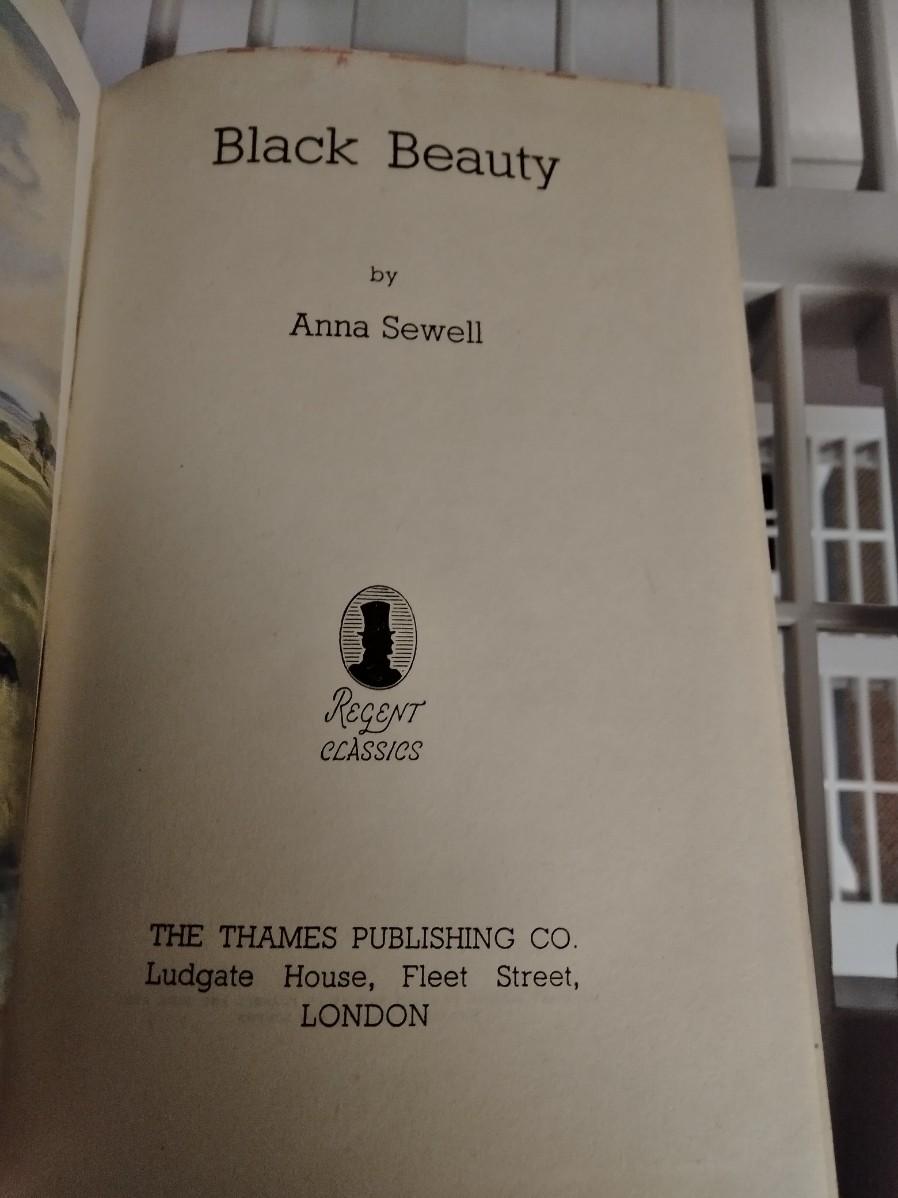 Black Beauty
by
Anna Sewell
REGENT
CLASSICS
THE THAMES PUBLISHING CO.
Ludgate House, Fleet Street,
LONDON